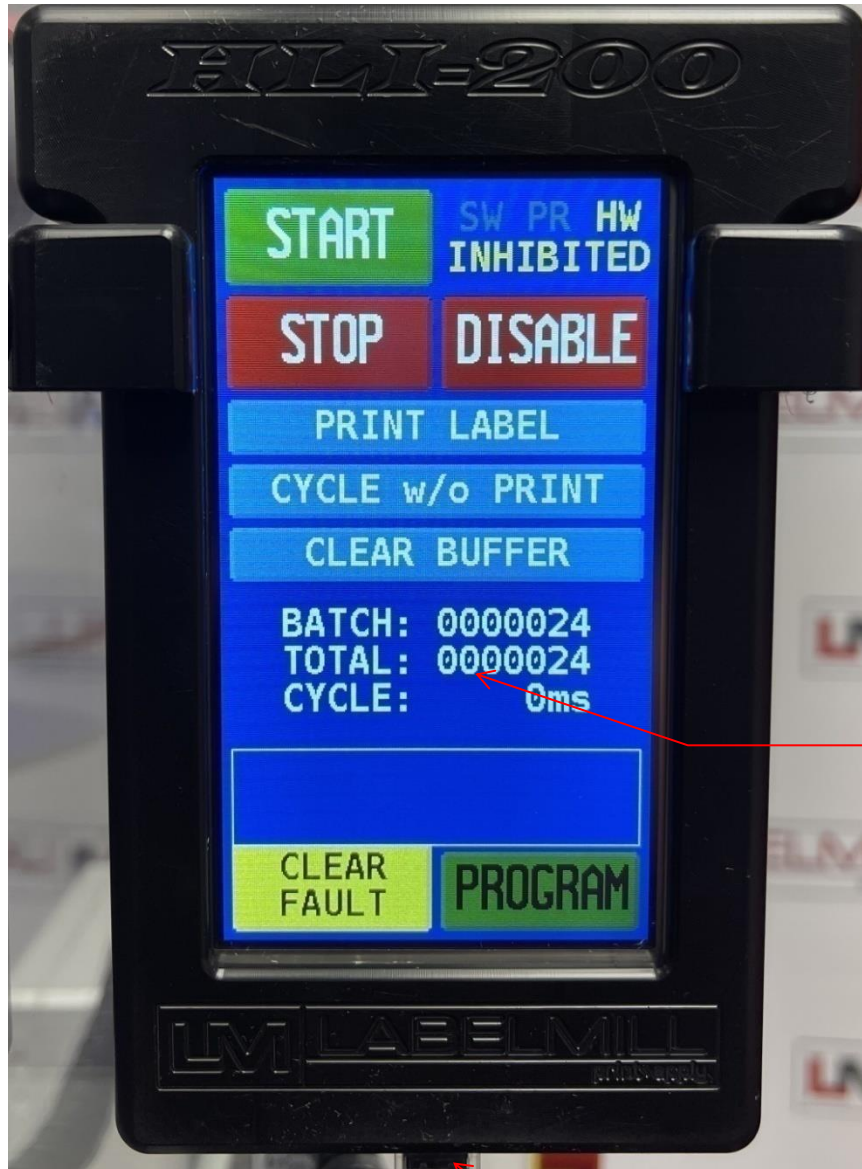 HLI-200
START
SW PR HW
INHIBITED
STOP
DISABLE
PRINT LABEL
CYCLE w/o PRINT
CLEAR BUFFER
BATCH: 0000024
TOTAL: 0000024
CYCLE: 0ms
CLEAR
FAULT
PROGRAM
LM LABELMILL
print-apply